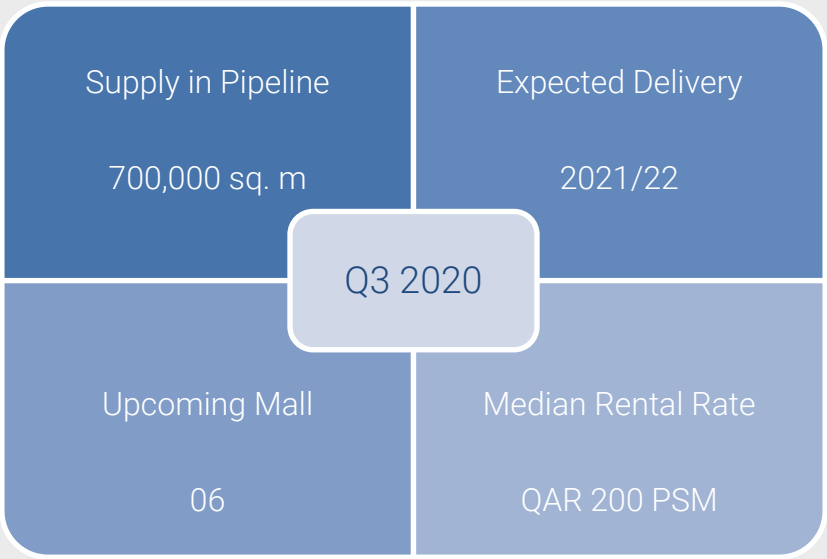 Supply in Pipeline
700,000 sq. m
Expected Delivery
2021/22
Q3 2020
Upcoming Mall
06
Median Rental Rate
QAR 200 PSM